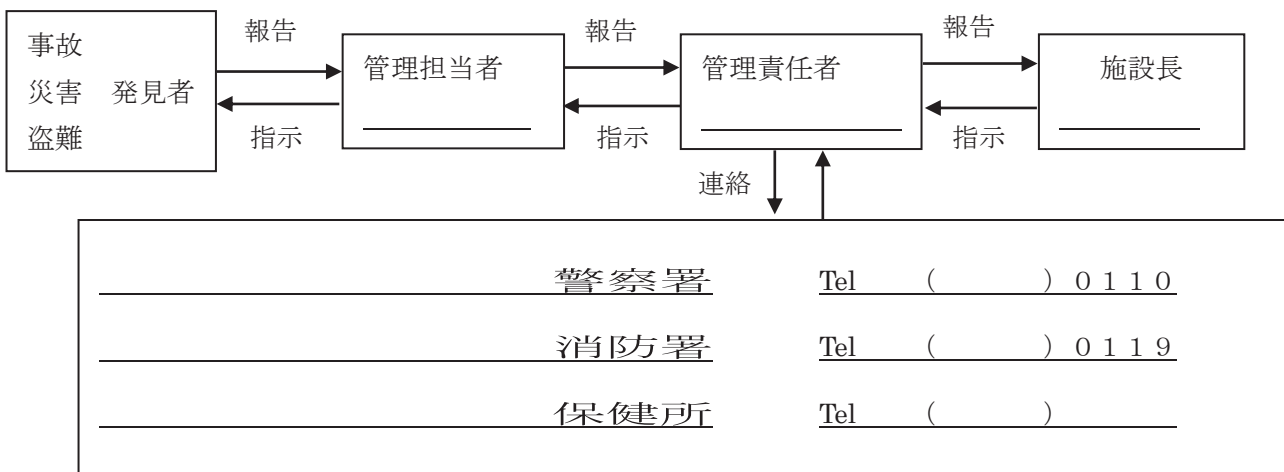 報告 報告 報告
事故
災害 発見者
盗難
管理担当者
管理責任者
施設長
指示 指示 指示
連絡
警察署 Tel ( ) 0110
消防署 Tel ( ) 0119
保健所 Tel ( )